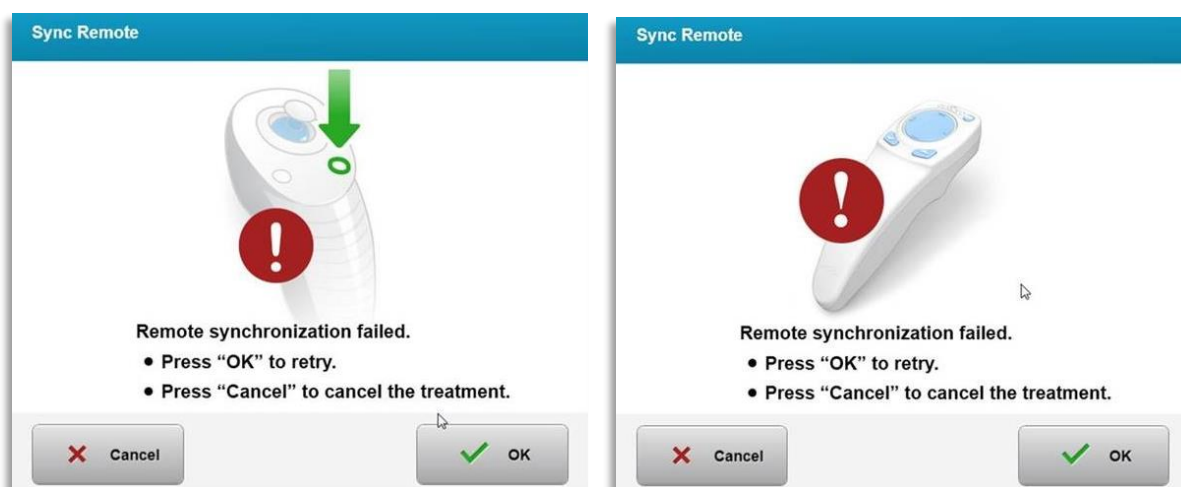 Sync Remote
Remote synchronization failed.
● Press “OK” to retry.
● Press “Cancel” to cancel the treatment.
Cancel
OK
Sync Remote
Remote synchronization failed.
● Press “OK” to retry.
● Press “Cancel” to cancel the treatment.
Cancel
OK